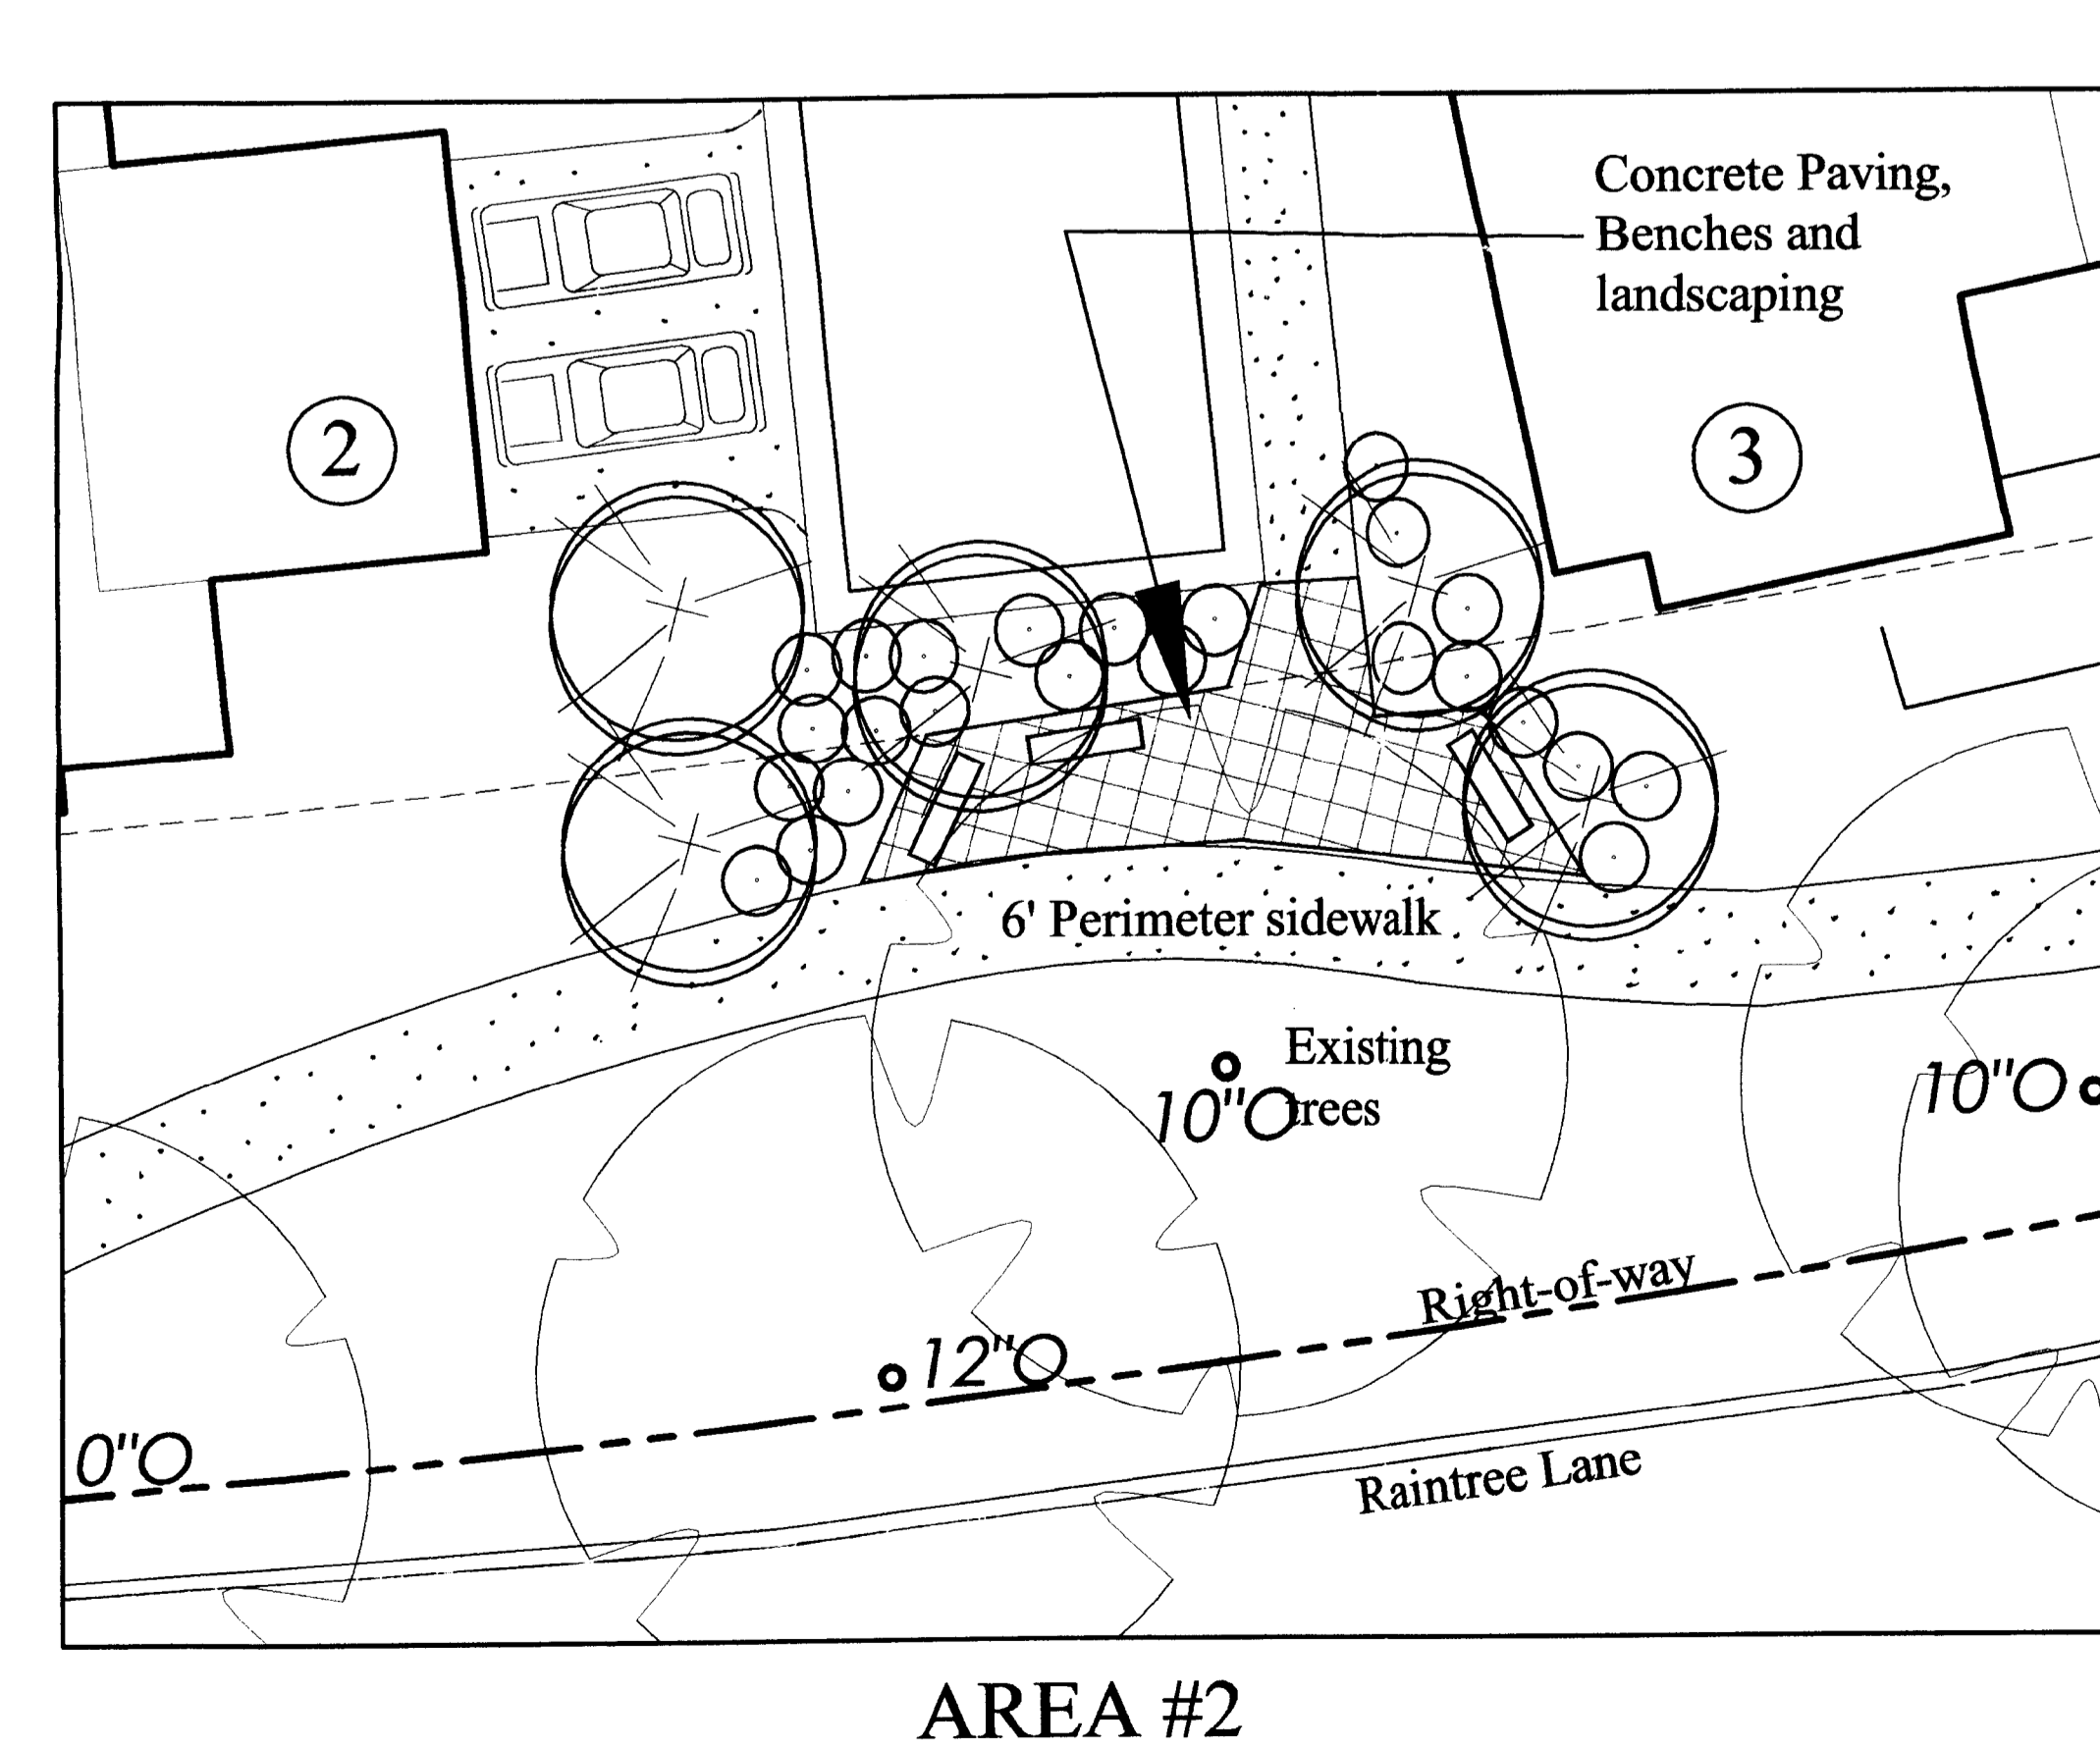 Concrete Paving,
Benches and
landscaping
2
3
6' Perimeter sidewalk
Existing
trees
10"O
10"O
Right-of-way
12"O
0"O
Raintree Lane
AREA #2